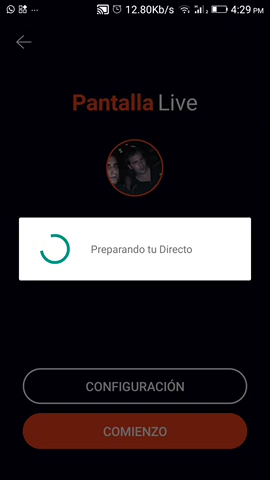 ... 12.80Kb/s 4:29 PM
Pantalla Live
Preparando tu Directo
CONFIGURACIÓN
COMIENZO